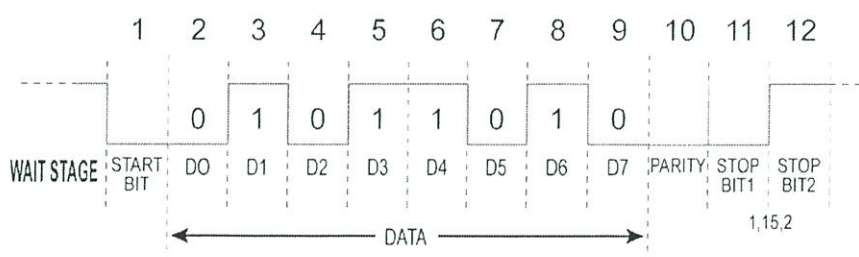 1 2 3 4 5 6 7 8 9 10 11 12
0 1 0 1 1 0 1 0
WAIT STAGE START BIT DO D1 D2 D3 D4 D5 D6 D7 PARITY STOP BIT1 STOP BIT2
1,15,2
DATA